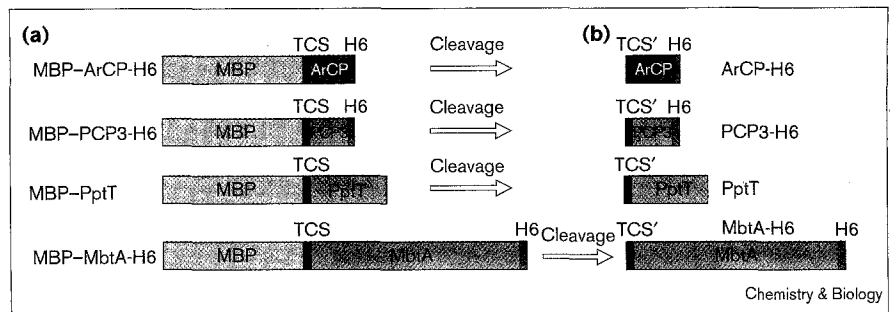 (a) (b)
TCS H6 Cleavage TCS' H6
MBP–ArCP-H6 MBP ArCP ArCP ArCP-H6
TCS H6 Cleavage TCS' H6
MBP–PCP3-H6 MBP PCP3 PCP3 PCP3-H6
TCS Cleavage TCS'
MBP–PptT MBP PptT PptT PptT
TCS H6 Cleavage TCS' MbtA-H6 H6
MBP–MbtA-H6 MBP MbtA MbtA
Chemistry & Biology